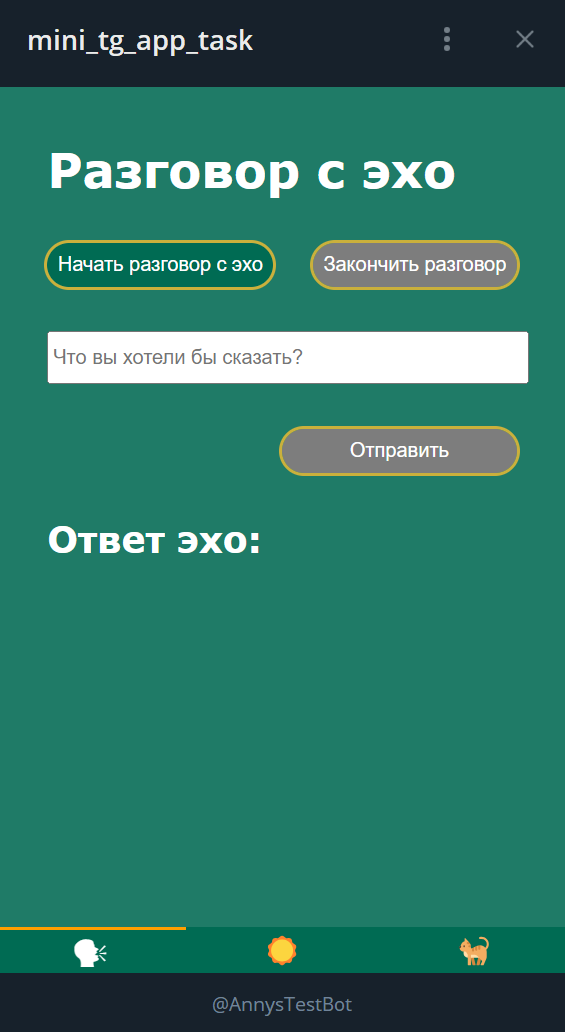 mini_tg_app_task
Разговор с эхо
Начать разговор с эхо
Закончить разговор
Что вы хотели бы сказать?
Отправить
Ответ эхо:
@AnnysTestBot